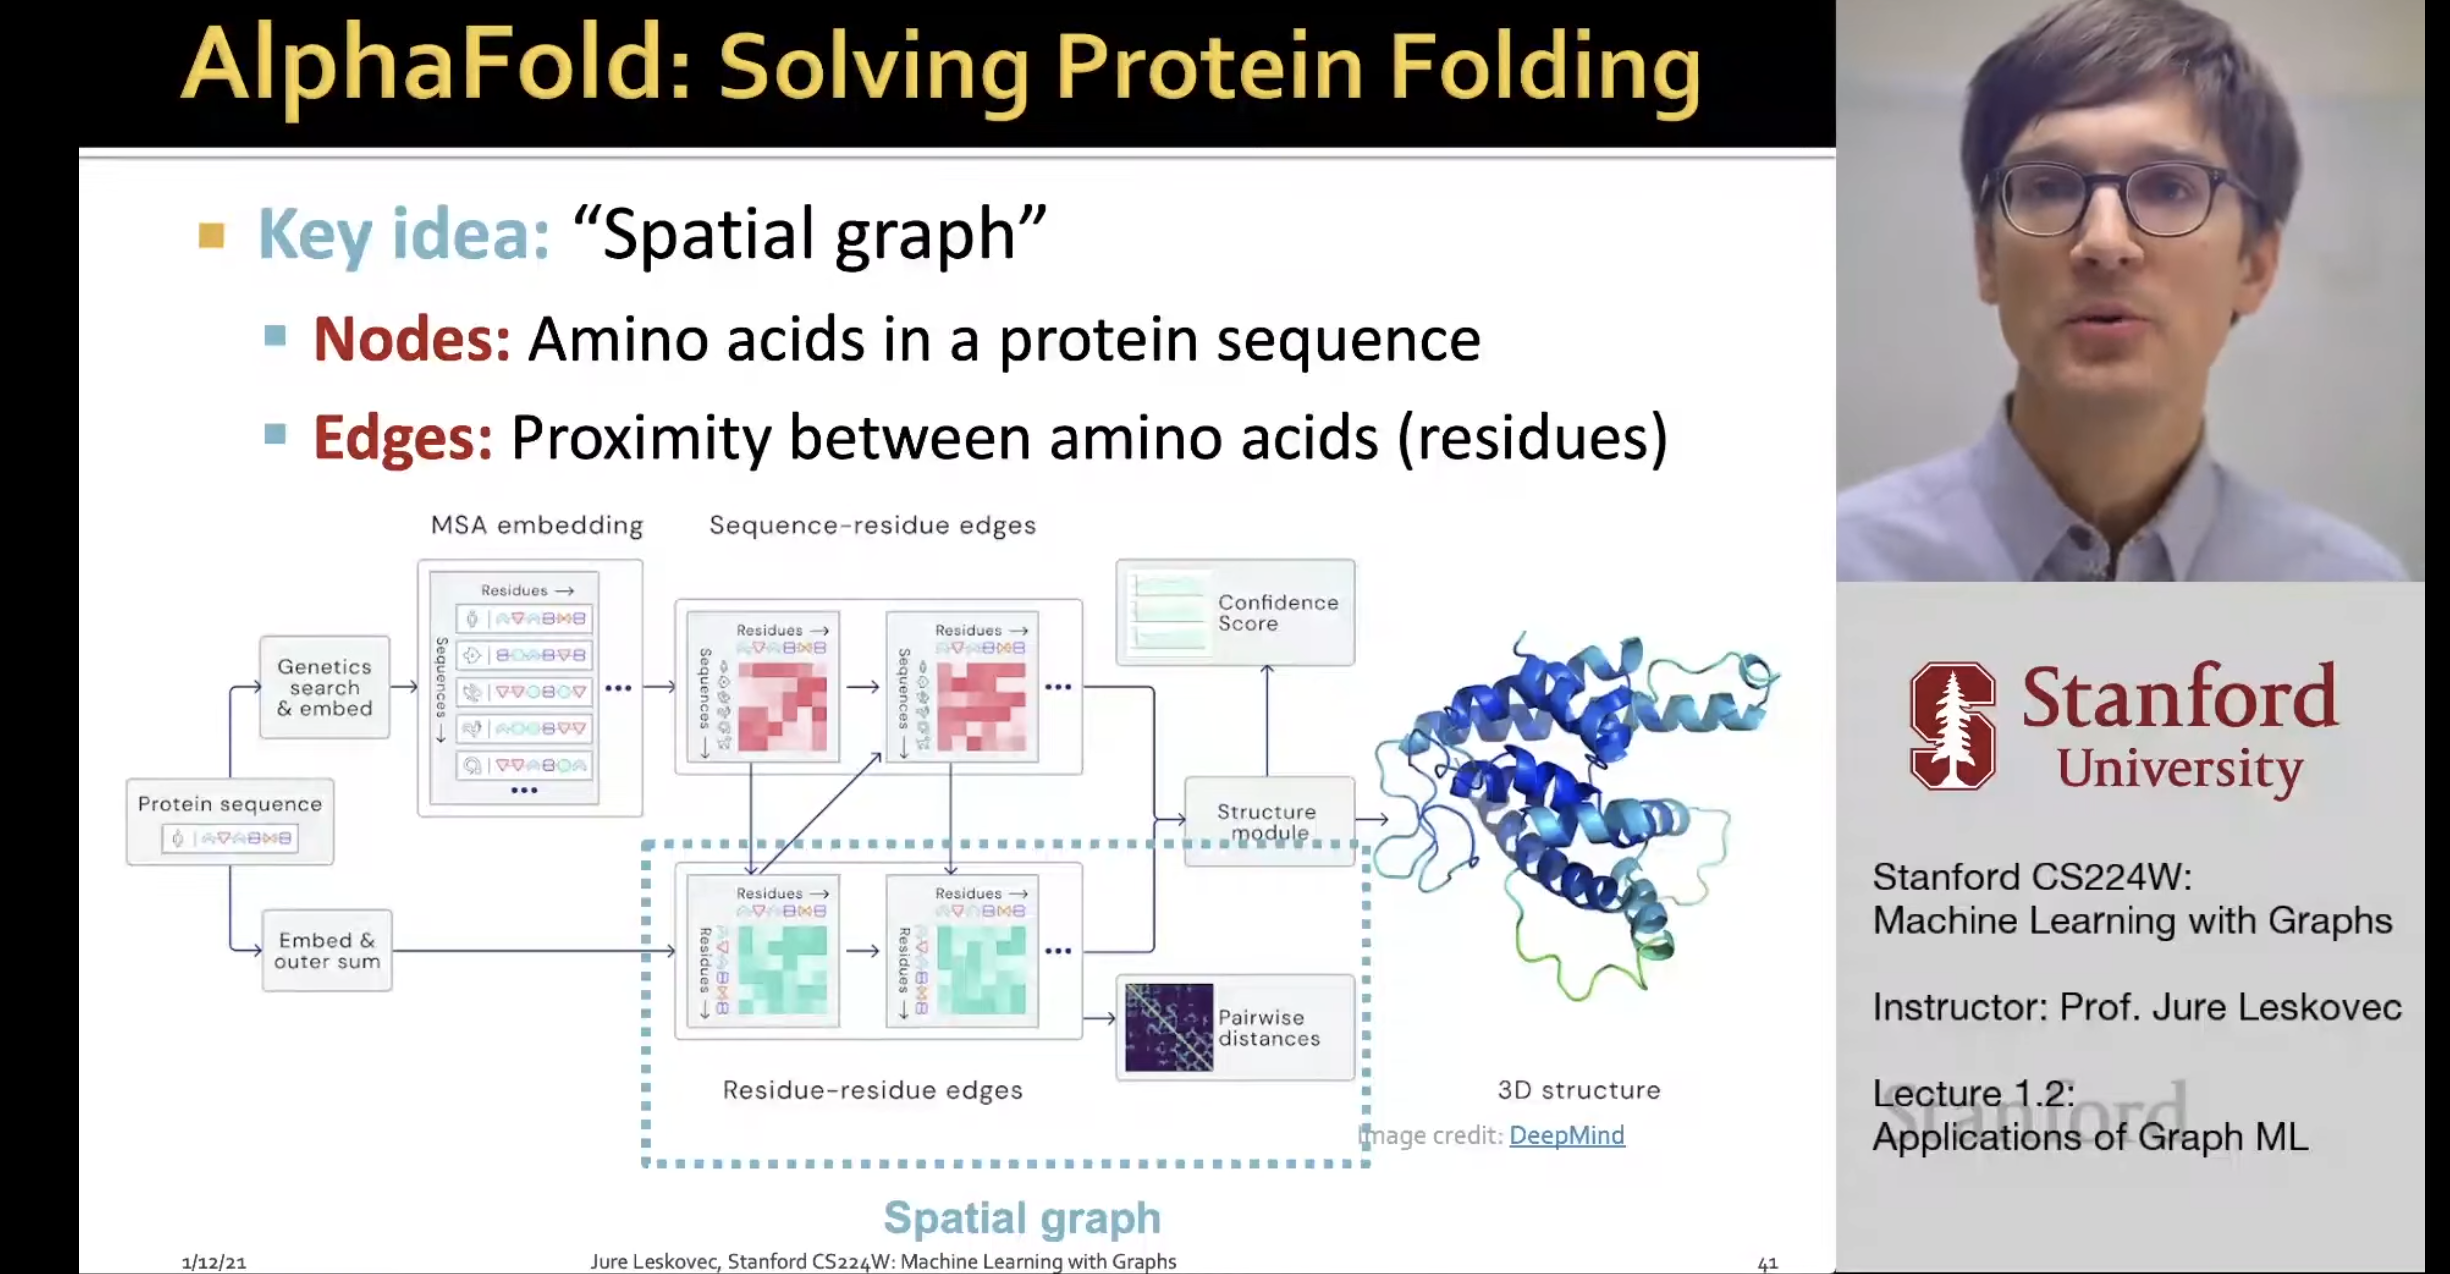 AlphaFold: Solving Protein Folding
Key idea: “Spatial graph”
Nodes: Amino acids in a protein sequence
Edges: Proximity between amino acids (residues)
MSA embedding
Sequence-residue edges
Residues →
Sequences →
Genetics
search
& embed
Residues →
Sequences →
Residues →
Sequences →
Confidence
Score
Protein sequence
Structure
module
Embed &
outer sum
Residues →
Residues →
Residues →
Residues →
Pairwise
distances
Residue-residue edges
3D structure
Image credit: DeepMind
Spatial graph
1/12/21
Jure Leskovec, Stanford CS224W: Machine Learning with Graphs
41
Stanford
University
Stanford CS224W:
Machine Learning with Graphs
Instructor: Prof. Jure Leskovec
Lecture 1.2:
Applications of Graph ML
Stanford